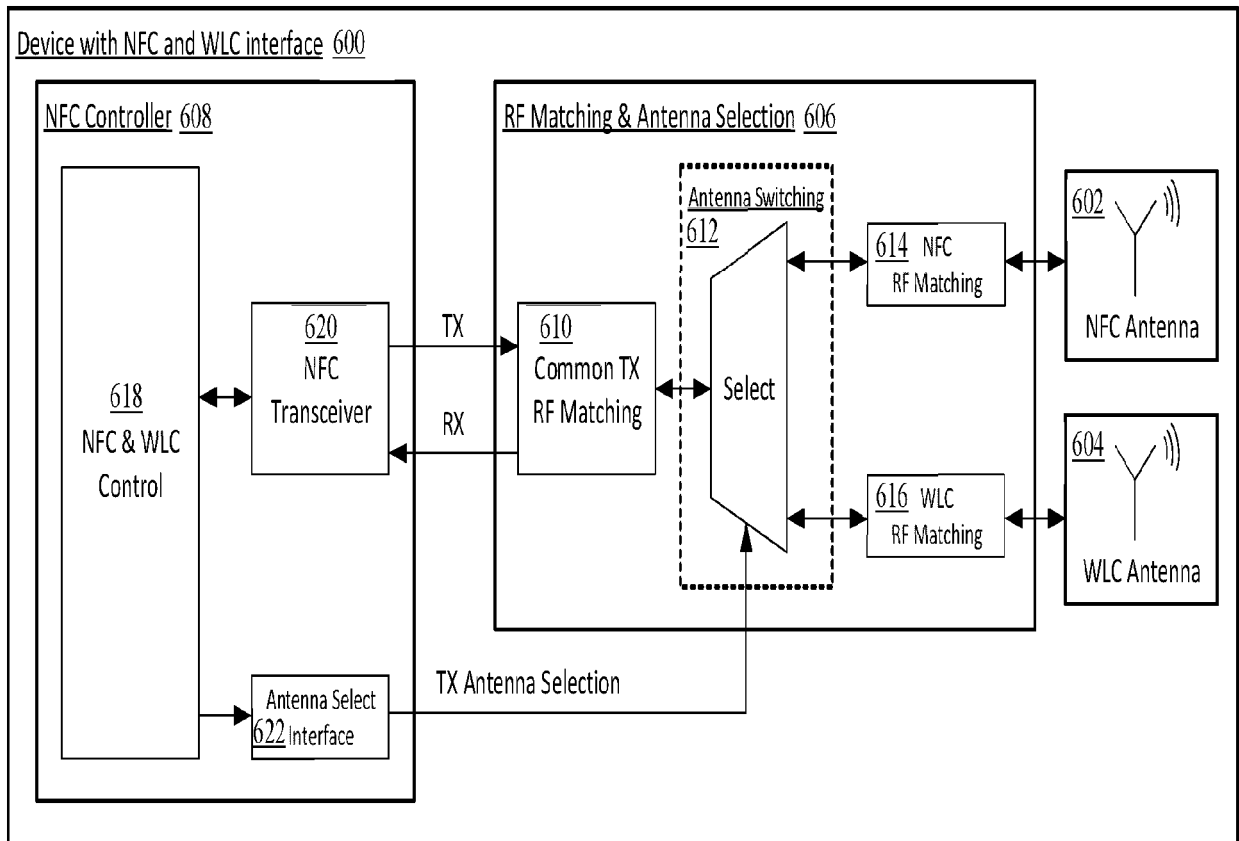 Device with NFC and WLC interface 600
NFC Controller 608
618
NFC & WLC
Control
620
NFC
Transceiver
Antenna Select
622 Interface
TX
RX
TX Antenna Selection
RF Matching & Antenna Selection 606
610
Common TX
RF Matching
Antenna Switching
612
Select
614 NFC
RF Matching
616 WLC
RF Matching
602
NFC Antenna
604
WLC Antenna